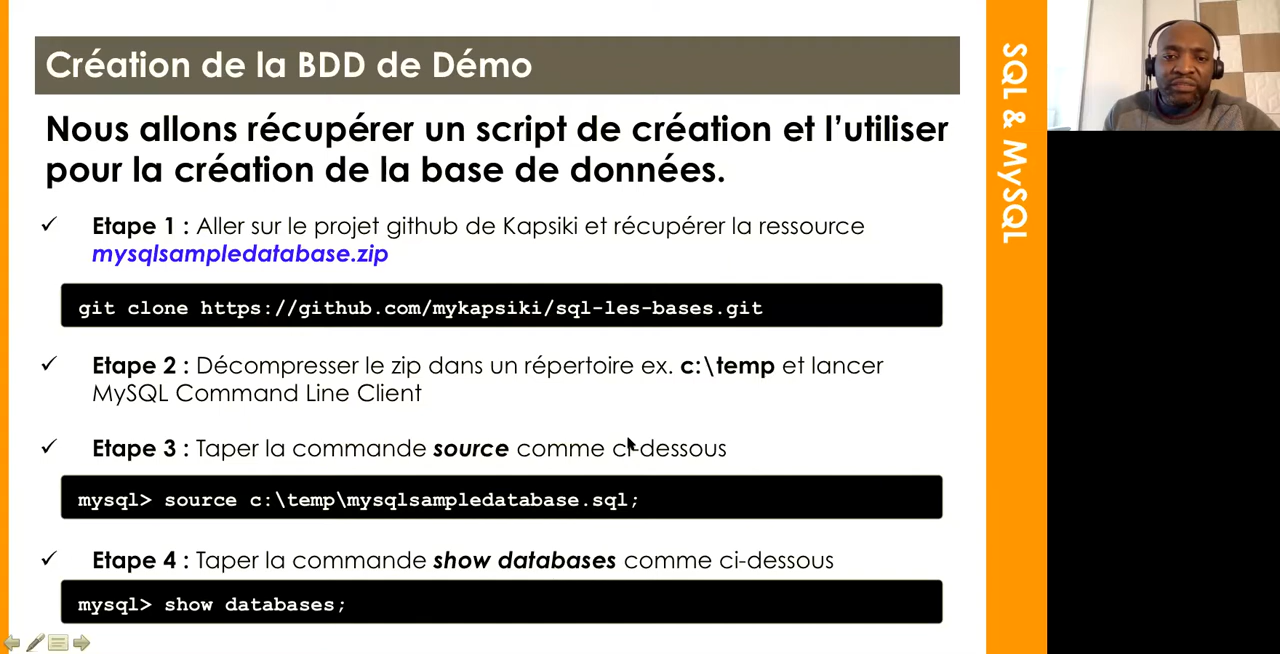 Création de la BDD de Démo
Nous allons récupérer un script de création et l’utiliser
pour la création de la base de données.
✓ Etape 1 : Aller sur le projet github de Kapsiki et récupérer la ressource
mysqlsampledatabase.zip
git clone https://github.com/mykapsiki/sql-les-bases.git
✓ Etape 2 : Décompresser le zip dans un répertoire ex. c:\temp et lancer
MySQL Command Line Client
✓ Etape 3 : Taper la commande source comme ci-dessous
mysql> source c:\temp\mysqlsampledatabase.sql;
✓ Etape 4 : Taper la commande show databases comme ci-dessous
mysql> show databases;
SQL & MySQL